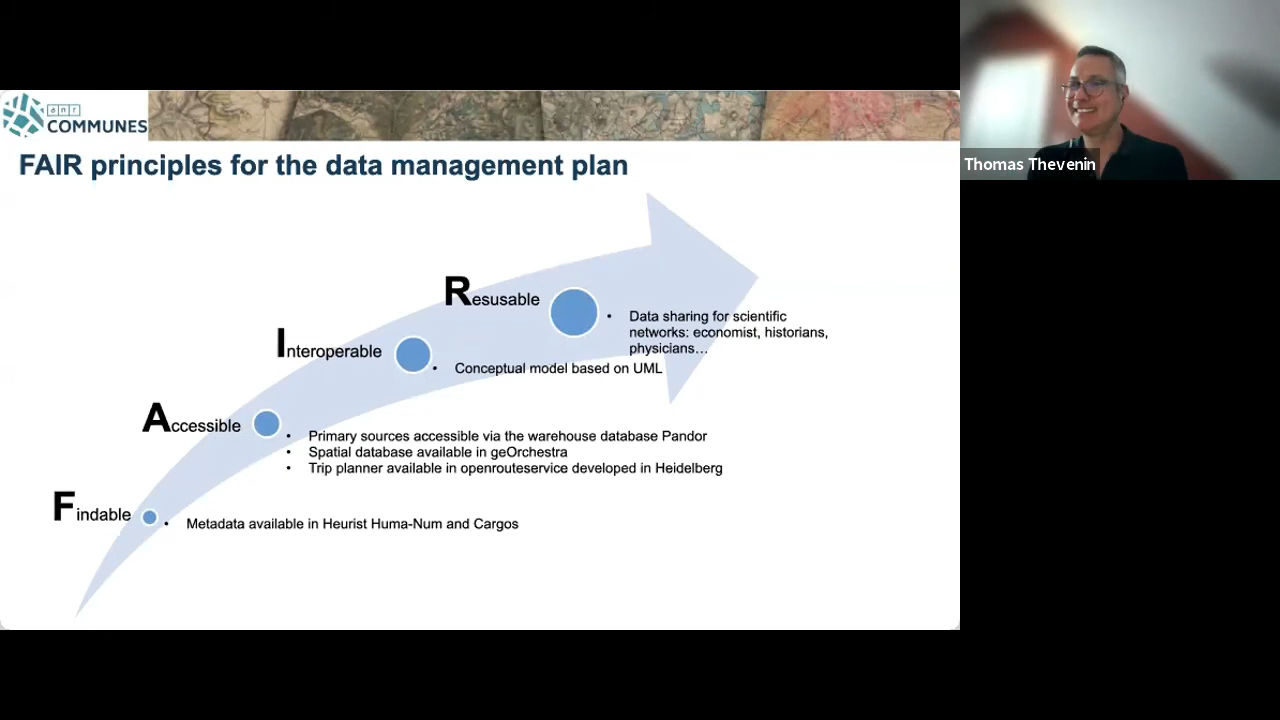 anr
COMMUNES
FAIR principles for the data management plan
Thomas Thevenin
Resusable
• Data sharing for scientific
networks: economist, historians,
physicians…
Interoperable
• Conceptual model based on UML
Accessible
• Primary sources accessible via the warehouse database Pandor
• Spatial database available in geOrchestra
• Trip planner available in openrouteservice developed in Heidelberg
Findable
• Metadata available in Heurist Huma-Num and Cargos